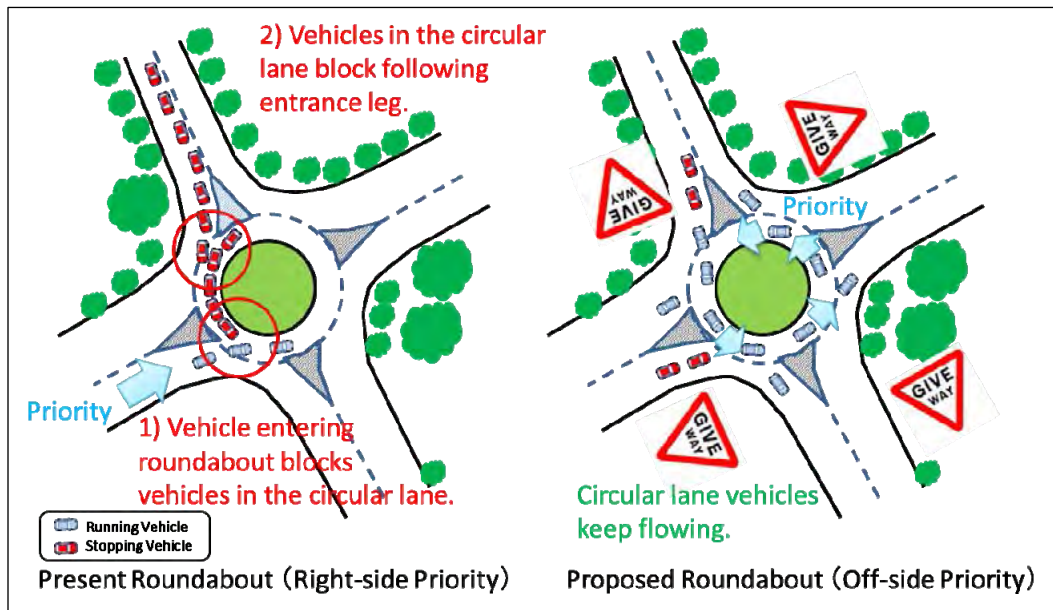 2) Vehicles in the circular
lane block following
entrance leg.
Priority
1) Vehicle entering
roundabout blocks
vehicles in the circular lane.
Running Vehicle
Stopping Vehicle
Present Roundabout (Right-side Priority)
GIVE
WAY
GIVE
WAY
Priority
GIVE
WAY
GIVE
WAY
Circular lane vehicles
keep flowing.
Proposed Roundabout (Off-side Priority)